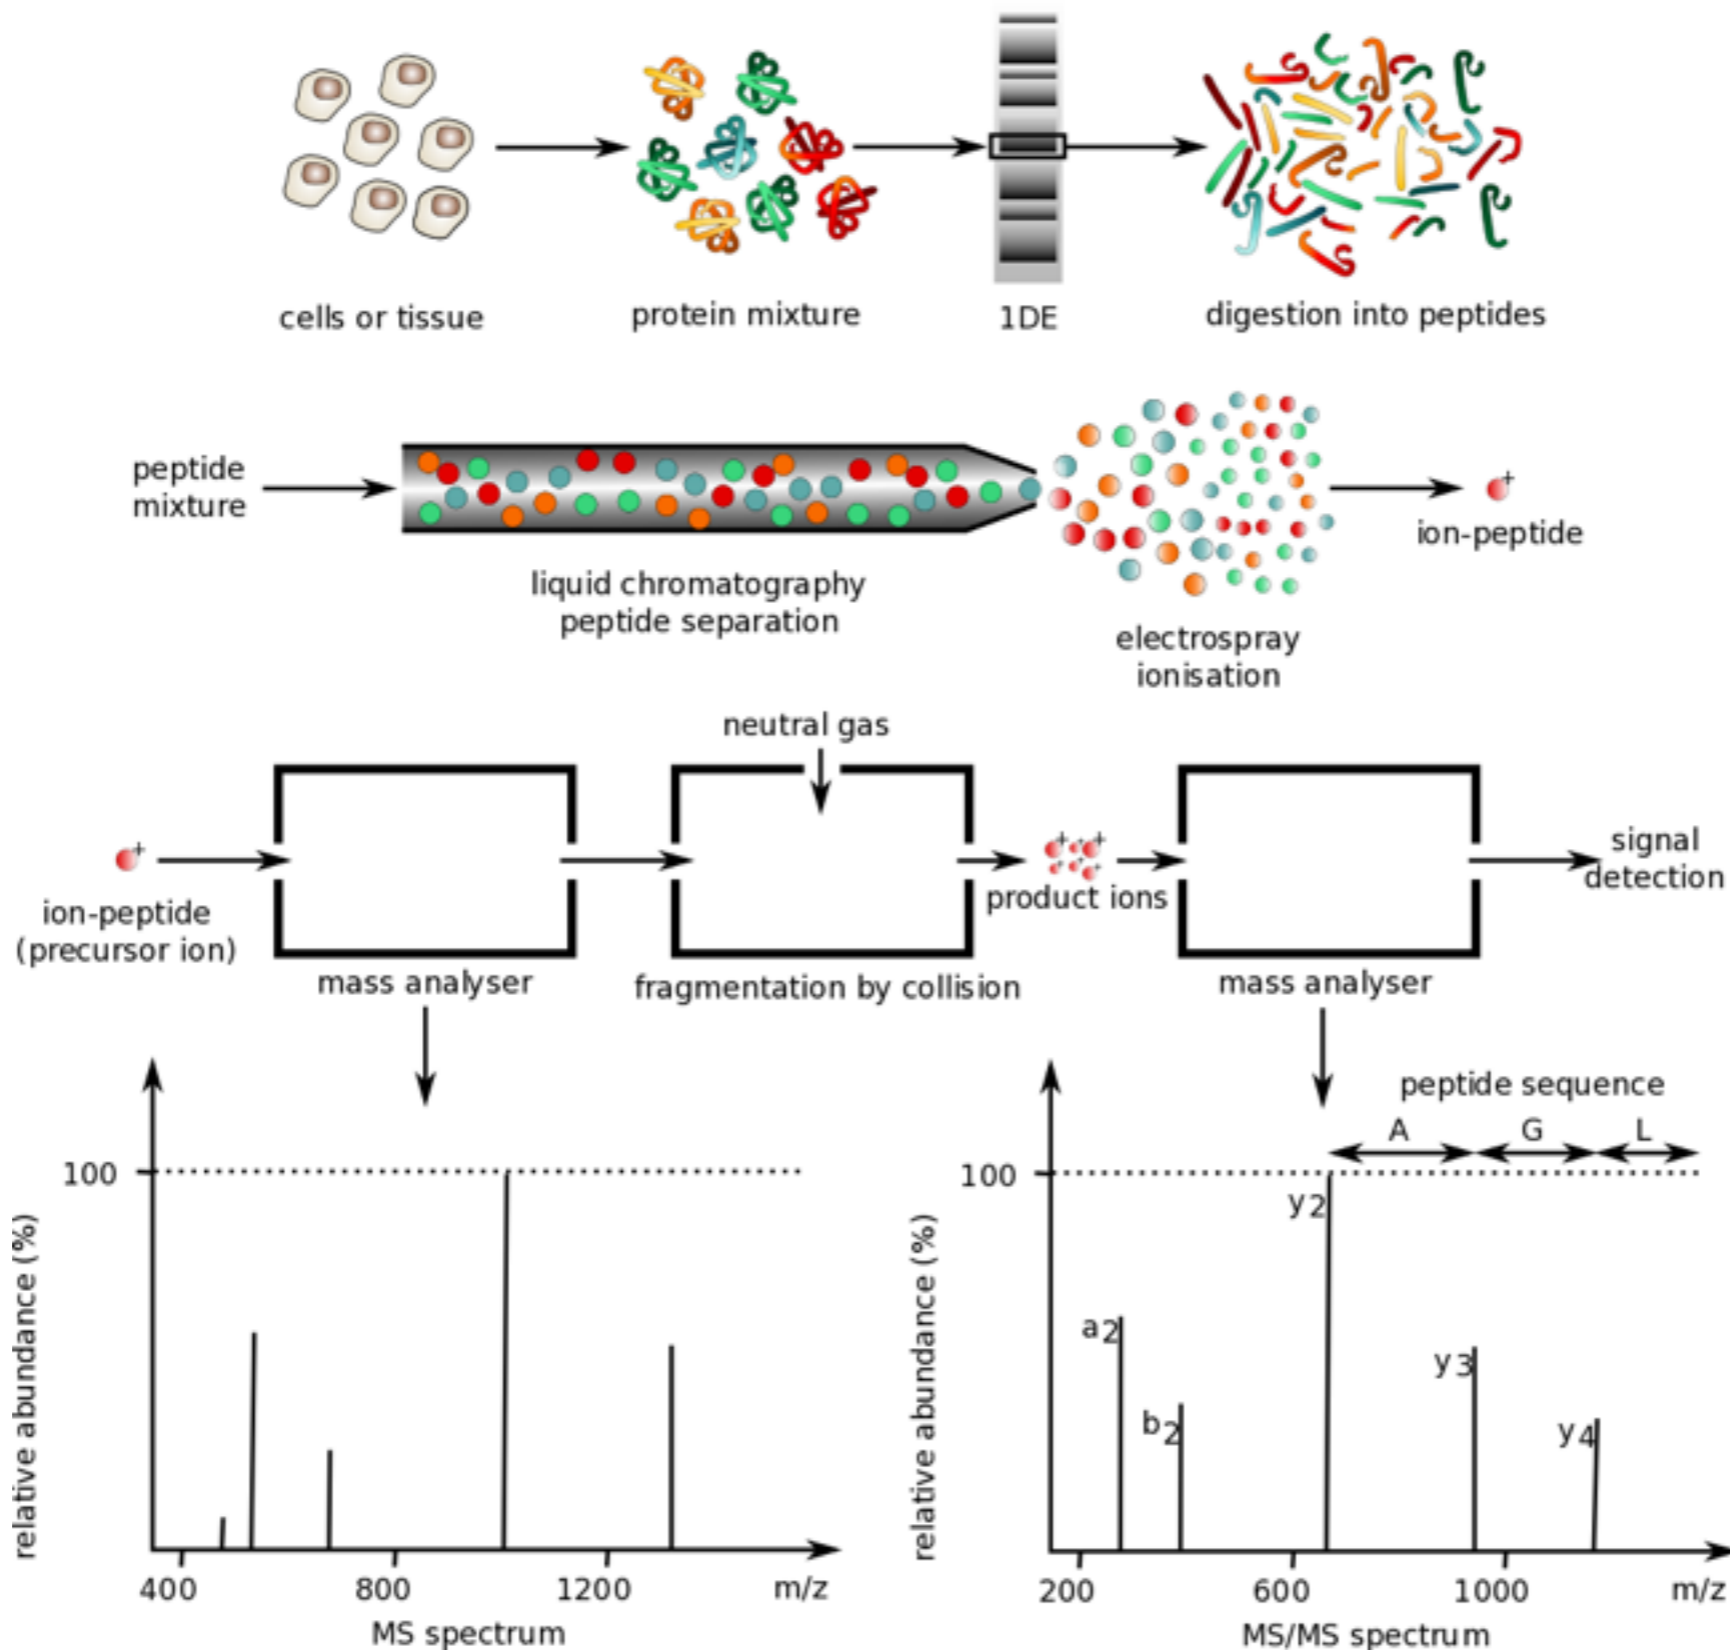 cells or tissue
protein mixture
1DE
digestion into peptides
peptide
mixture
liquid chromatography
peptide separation
electrospray
ionisation
+
ion-peptide
neutral gas
+
ion-peptide
(precursor ion)
mass analyser
fragmentation by collision
+ + +
+ + +
product ions
mass analyser
signal
detection
100
relative abundance (%)
400 800 1200 m/z
MS spectrum
peptide sequence
A G L
100
relative abundance (%)
a2
b2
y2
y3
y4
200 600 1000 m/z
MS/MS spectrum